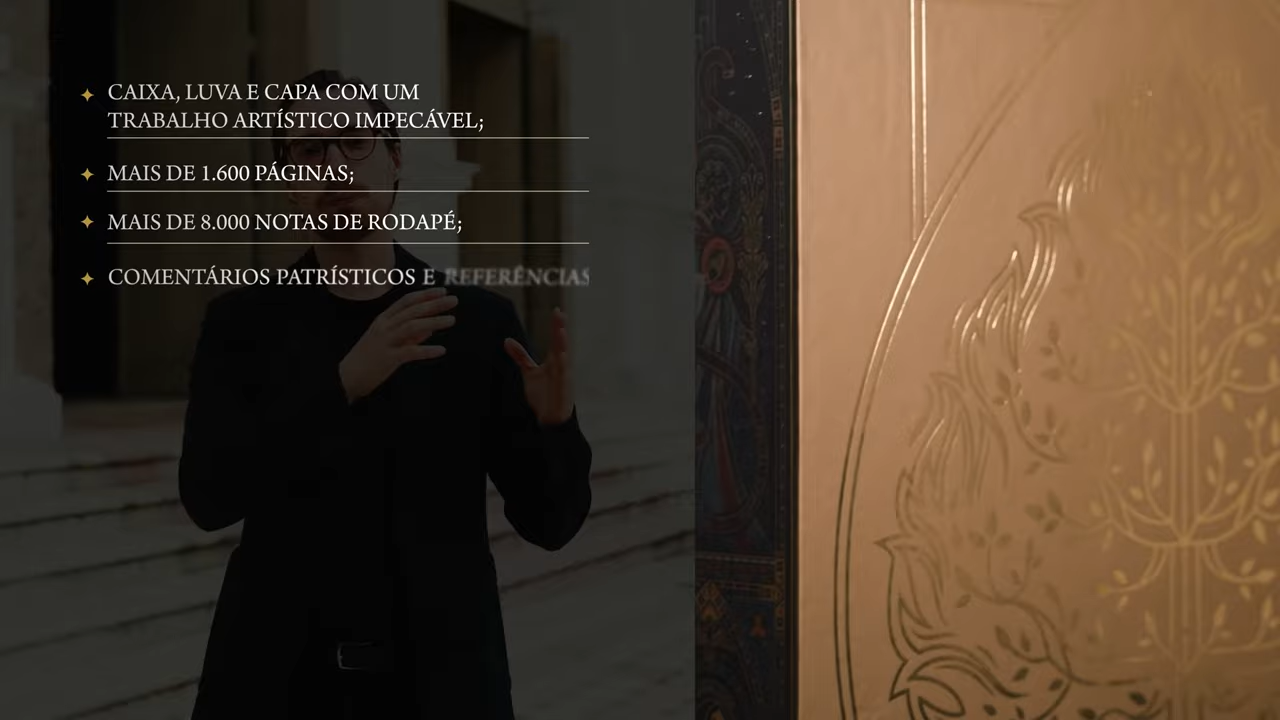 CAIXA, LUVA E CAPA COM UM
TRABALHO ARTÍSTICO IMPECÁVEL;
MAIS DE 1.600 PÁGINAS;
MAIS DE 8.000 NOTAS DE RODAPÉ;
COMENTÁRIOS PATRÍSTICOS E REFERÊNCIAS